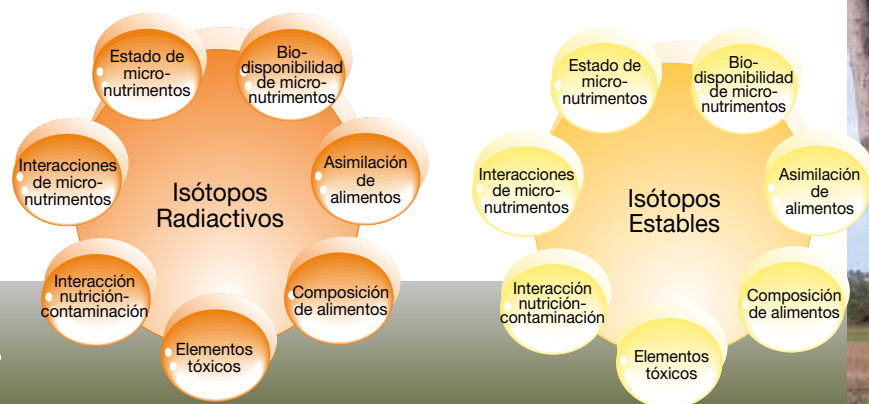 Estado de
micro-
nutrimentos
Bio-
disponibilidad
de micro-
nutrimentos
Interacciones
de micro-
nutrimentos
Isótopos
Radiactivos
Asimilación
de
alimentos
Interacción
nutrición-
contaminación
Composición
de alimentos
Elementos
tóxicos
Estado de
micro-
nutrimentos
Bio-
disponibilidad
de micro-
nutrimentos
Interacciones
de micro-
nutrimentos
Isótopos
Estables
Asimilación
de
alimentos
Interacción
nutrición-
contaminación
Composición
de alimentos
Elementos
tóxicos